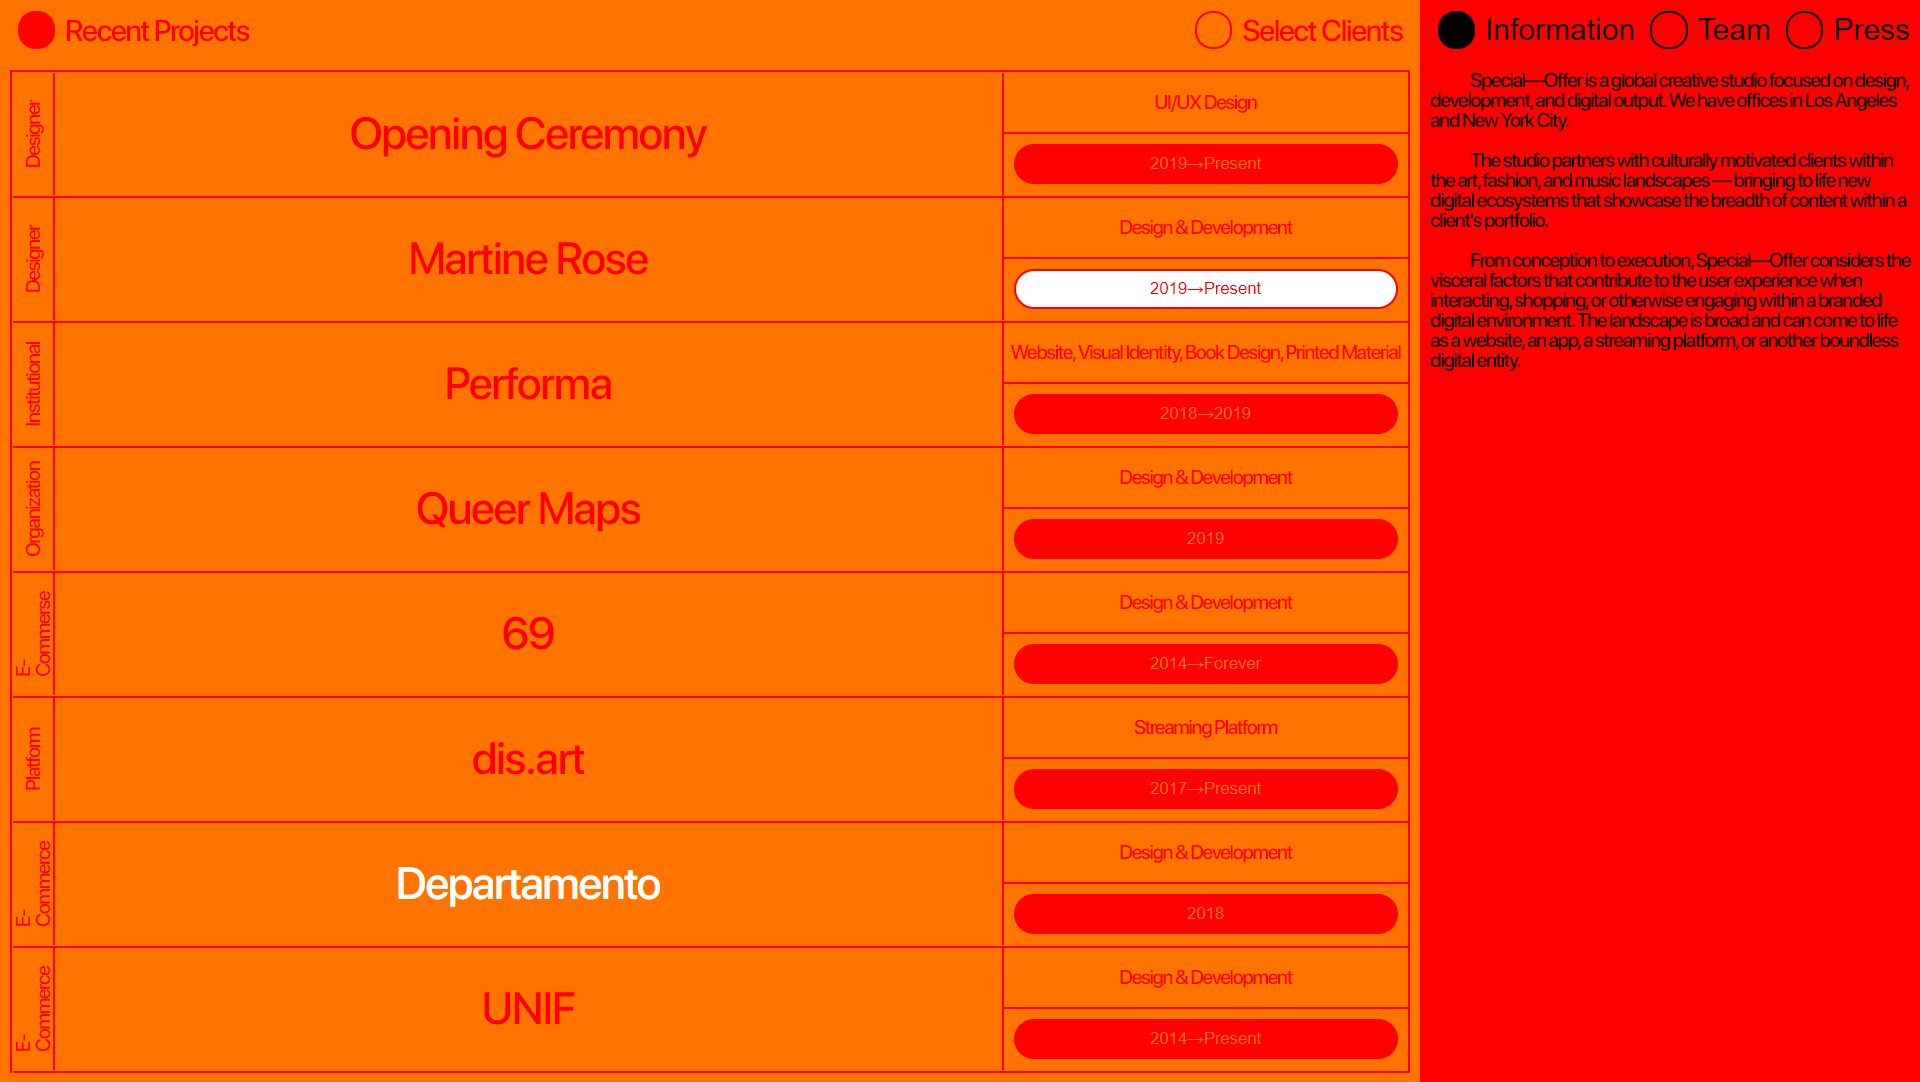 Recent Projects
Select Clients
Designer
Opening Ceremony
UI/UX Design
2019→Present
Designer
Martine Rose
Design & Development
2019→Present
Institutional
Performa
Website, Visual Identity, Book Design, Printed Material
2018→2019
Organization
Queer Maps
Design & Development
2019
E-
Commerse
69
Design & Development
2014→Forever
Platform
dis.art
Streaming Platform
2017→Present
E-
Commerce
Departamento
Design & Development
2018
E-
Commerce
UNIF
Design & Development
2014→Present
Information
Team
Press
Special—Offer is a global creative studio focused on design,
development, and digital output. We have offices in Los Angeles
and New York City.
The studio partners with culturally motivated clients within
the art, fashion, and music landscapes — bringing to life new
digital ecosystems that showcase the breadth of content within a
client's portfolio.
From conception to execution, Special—Offer considers the
visceral factors that contribute to the user experience when
interacting, shopping, or otherwise engaging within a branded
digital environment. The landscape is broad and can come to life
as a website, an app, a streaming platform, or another boundless
digital entity.